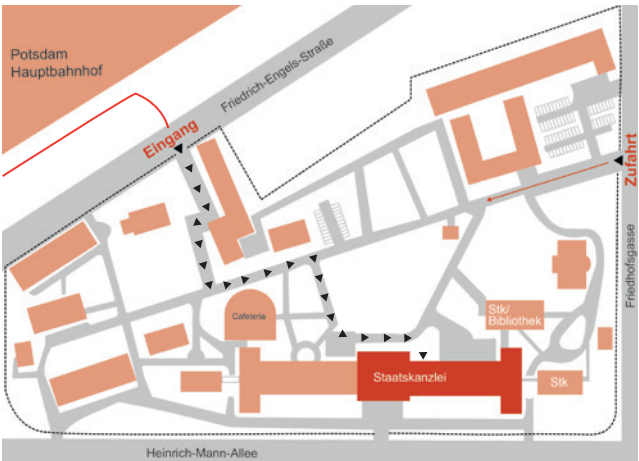 Potsdam
Hauptbahnhof
Friedrich-Engels-Straße
Eingang
Zufahrt
Friedhofsgasse
Cafeteria
Stk/
Bibliothek
Staatskanzlei
Stk
Heinrich-Mann-Allee